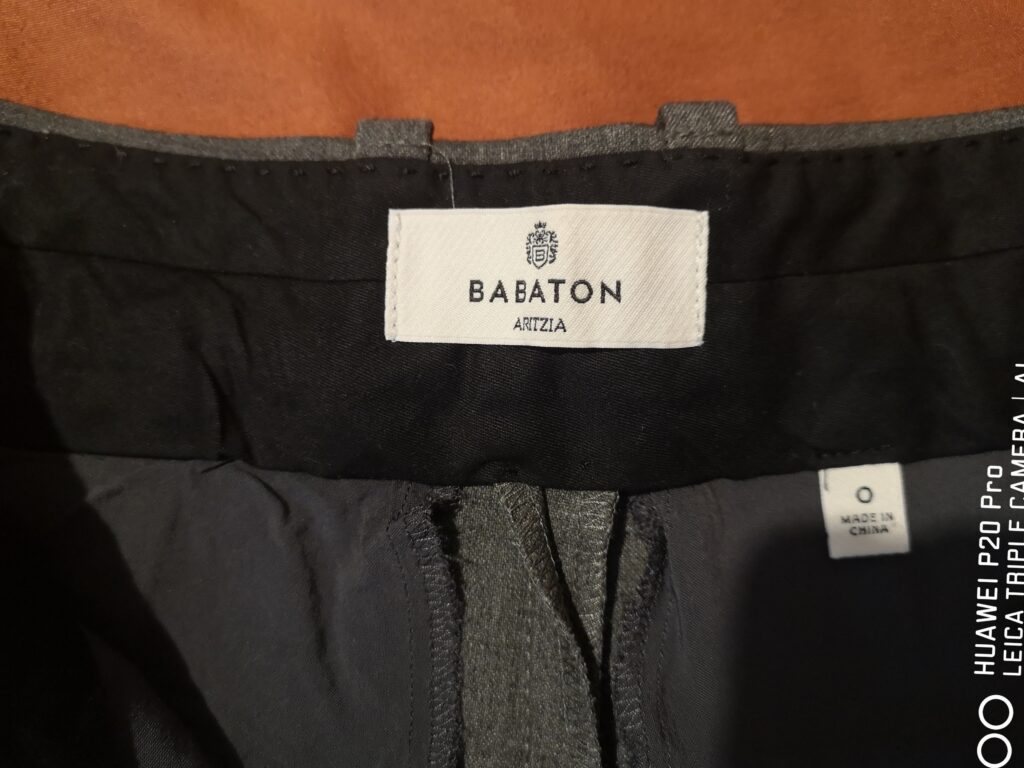 B
BABATON
ARITZIA
0
MADE IN
CHINA
HUAWEI P20 Pro
LEICA TRIPLE CAMERA | AI